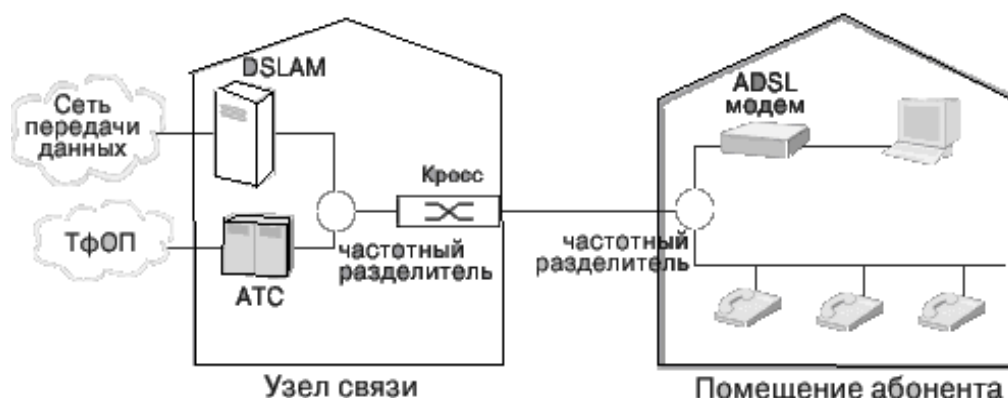 DSLAM
Сеть
передачи
данных
ТфОП
АТС
Кросс
частотный
разделитель
Узел связи
ADSL
модем
частотный
разделитель
Помещение абонента